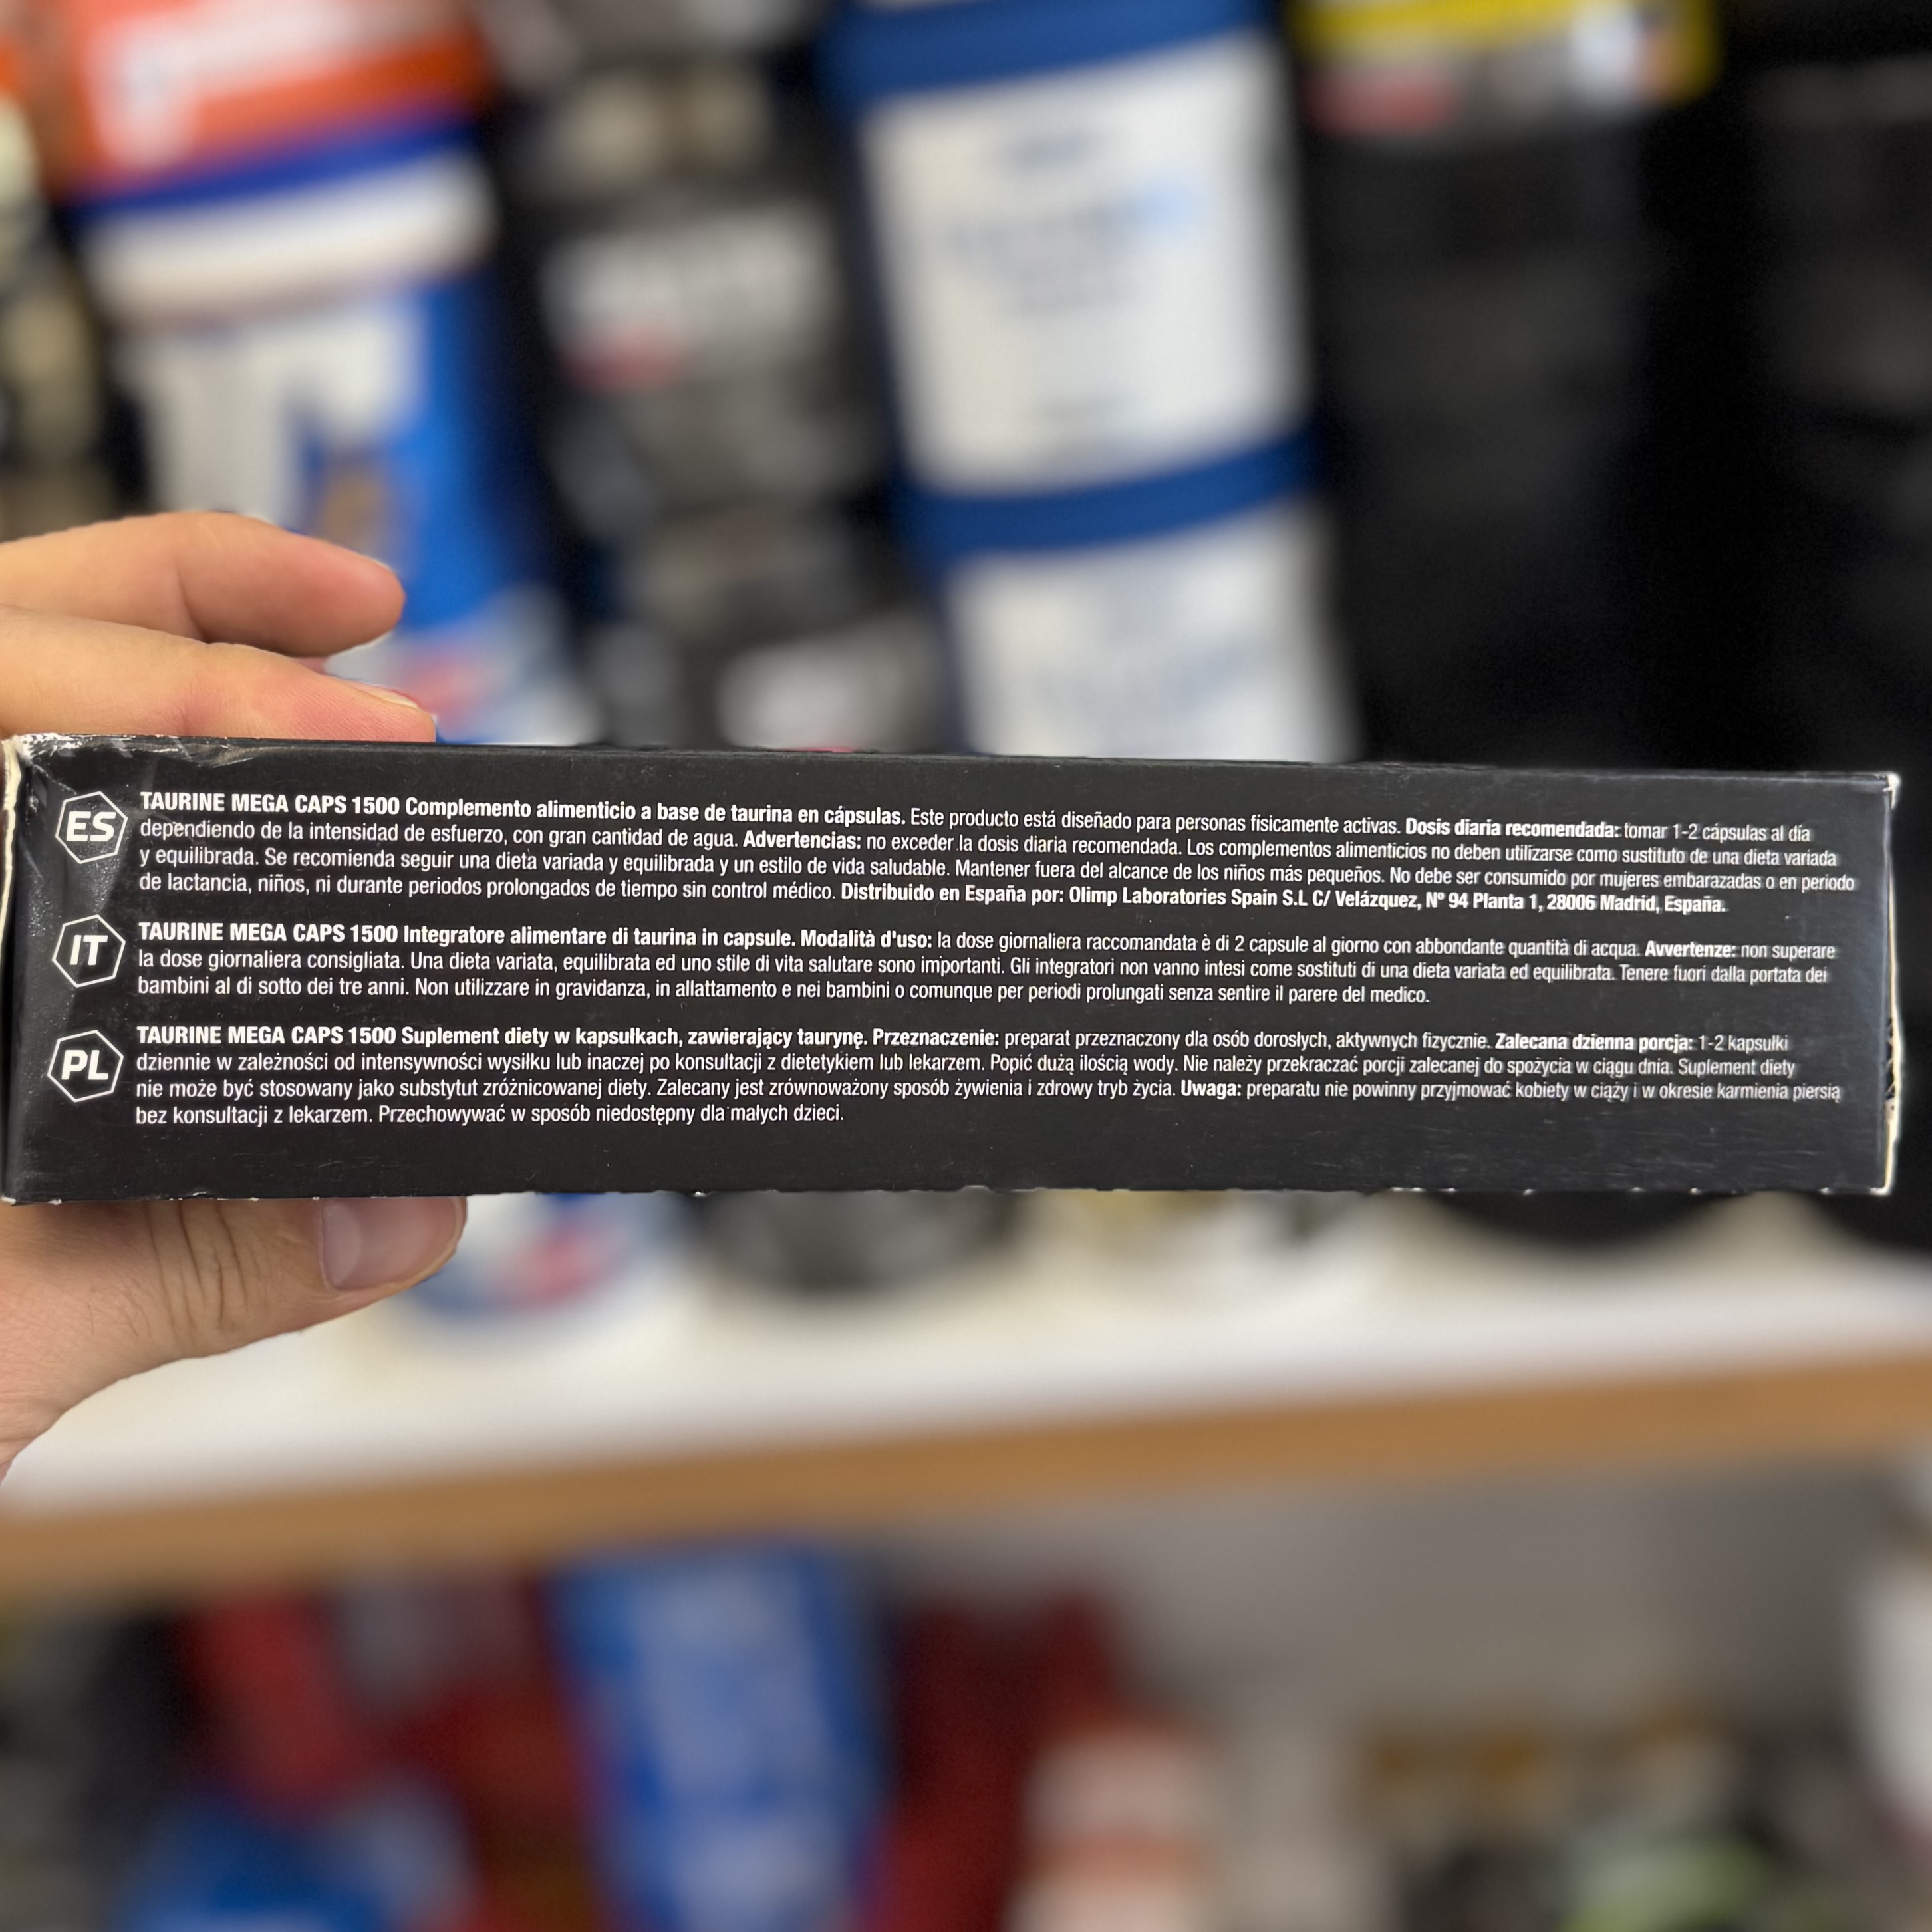 ES
TAURINE MEGA CAPS 1500 Complemento alimenticio a base de taurina en cápsulas. Este producto está diseñado para personas físicamente activas. Dosis diaria recomendada: tomar 1-2 cápsulas al día
dependiendo de la intensidad de esfuerzo, con gran cantidad de agua. Advertencias: no exceder la dosis diaria recomendada. Los complementos alimenticios no deben utilizarse como sustituto de una dieta variada
y equilibrada. Se recomienda seguir una dieta variada y equilibrada y un estilo de vida saludable. Mantener fuera del alcance de los niños más pequeños. No debe ser consumido por mujeres embarazadas o en periodo
de lactancia, niños, ni durante periodos prolongados de tiempo sin control médico. Distribuido en España por: Olimp Laboratories Spain S.L C/ Velázquez, Nº 94 Planta 1, 28006 Madrid, España.
IT
TAURINE MEGA CAPS 1500 Integratore alimentare di taurina in capsule. Modalità d'uso: la dose giornaliera raccomandata è di 2 capsule al giorno con abbondante quantità di acqua. Avvertenze: non superare
la dose giornaliera consigliata. Una dieta variata, equilibrata ed uno stile di vita salutare sono importanti. Gli integratori non vanno intesi come sostituti di una dieta variata ed equilibrata. Tenere fuori dalla portata dei
bambini al di sotto dei tre anni. Non utilizzare in gravidanza, in allattamento e nei bambini o comunque per periodi prolungati senza sentire il parere del medico.
PL
TAURINE MEGA CAPS 1500 Suplement diety w kapsułkach, zawierający taurynę. Przeznaczenie: preparat przeznaczony dla osób dorosłych, aktywnych fizycznie. Zalecana dzienna porcja: 1-2 kapsułki
dziennie w zależności od intensywności wysiłku lub inaczej po konsultacji z dietetykiem lub lekarzem. Popić dużą ilością wody. Nie należy przekraczać porcji zalecanej do spożycia w ciągu dnia. Suplement diety
nie może być stosowany jako substytut zróżnicowanej diety. Zalecany jest zrównoważony sposób żywienia i zdrowy tryb życia. Uwaga: preparatu nie powinny przyjmować kobiety w ciąży i w okresie karmienia piersią
bez konsultacji z lekarzem. Przechowywać w sposób niedostępny dla małych dzieci.